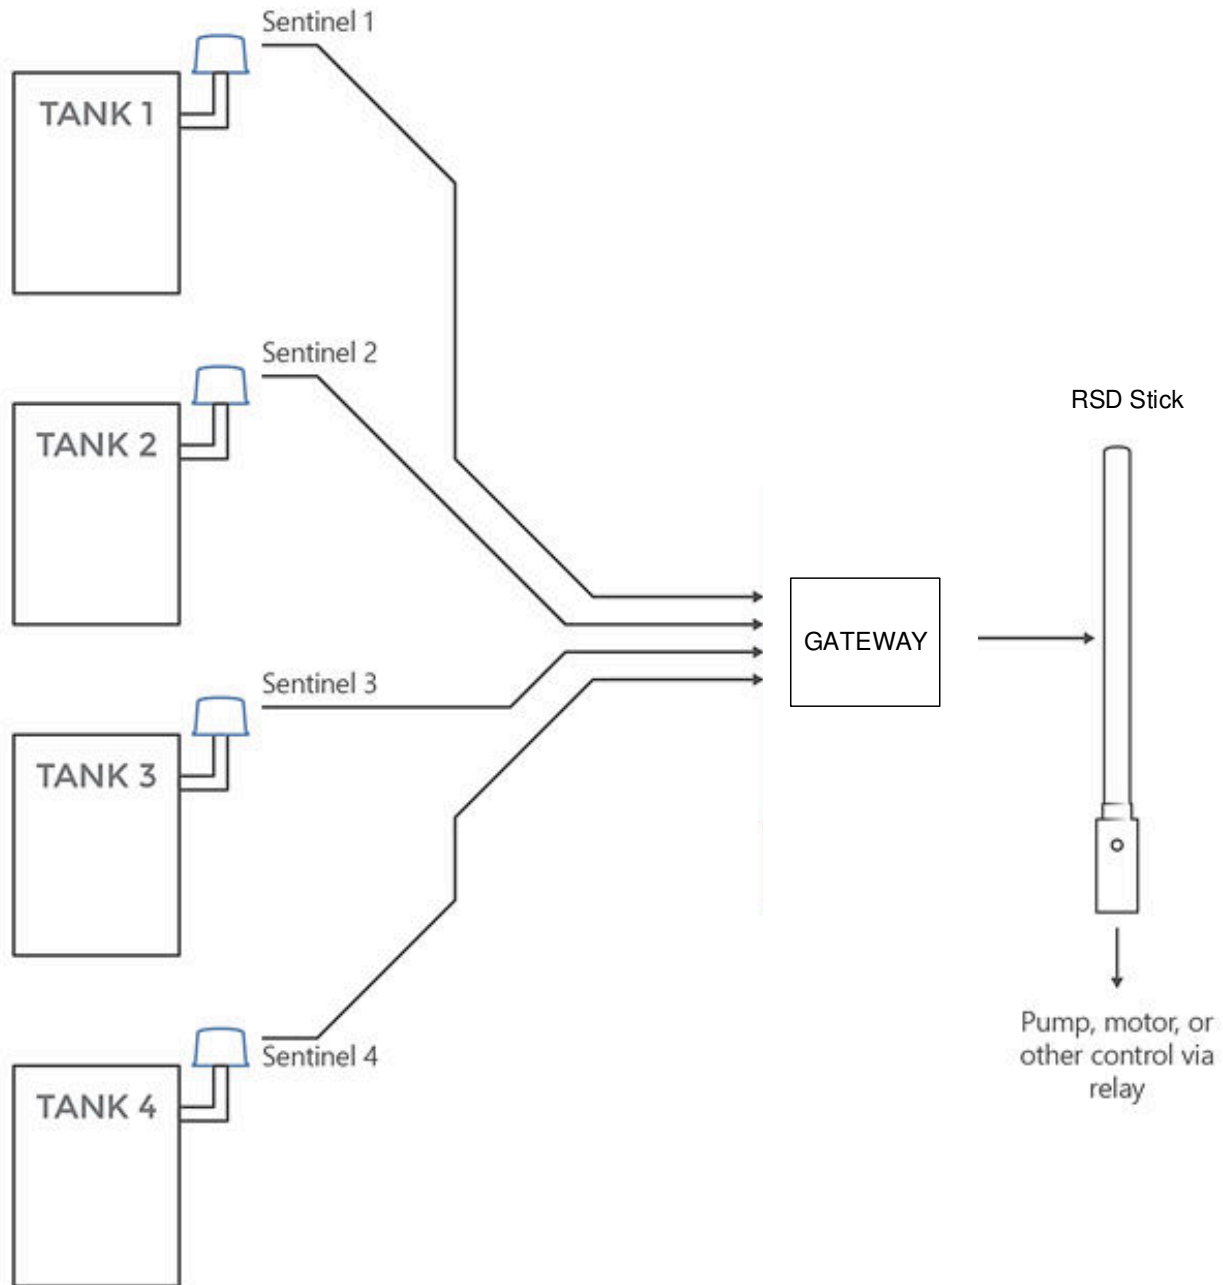 Sentinel 1
TANK 1
Sentinel 2
TANK 2
RSD Stick
GATEWAY
Sentinel 3
TANK 3
Sentinel 4
TANK 4
Pump, motor, or
other control via
relay